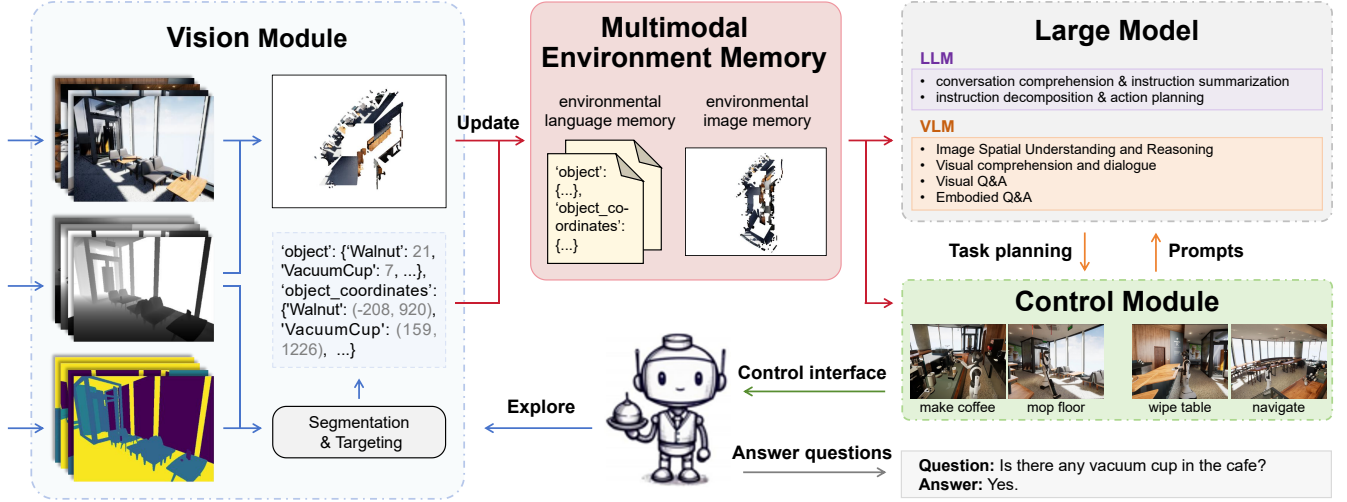 Vision Module
'object': {'Walnut': 21,
'VacuumCup': 7, ...},
'object_coordinates':
{'Walnut': (-208, 920),
'VacuumCup': (159,
1226), ...}
Segmentation
& Targeting
Update
Multimodal
Environment Memory
environmental
language memory
'object':
{...},
'object_co-
ordinates':
{...}
environmental
image memory
Large Model
LLM
• conversation comprehension & instruction summarization
• instruction decomposition & action planning
VLM
• Image Spatial Understanding and Reasoning
• Visual comprehension and dialogue
• Visual Q&A
• Embodied Q&A
Task planning
Prompts
Control Module
make coffee
mop floor
wipe table
navigate
Control interface
Explore
Answer questions
Question: Is there any vacuum cup in the cafe?
Answer: Yes.